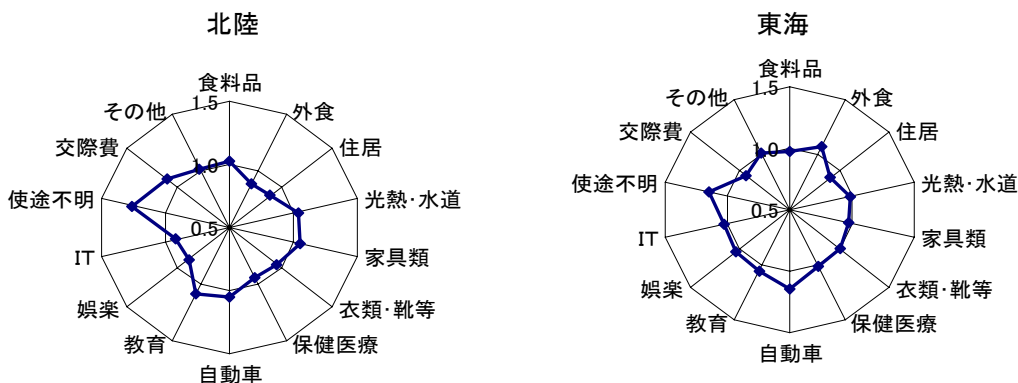 北陸
食料品
外食
住居
光熱・水道
家具類
衣類・靴等
保健医療
自動車
教育
娯楽
IT
使途不明
交際費
その他
1.5
1.0
0.5
東海
食料品
外食
住居
光熱・水道
家具類
衣類・靴等
保健医療
自動車
教育
娯楽
IT
使途不明
交際費
その他
1.5
1.0
0.5